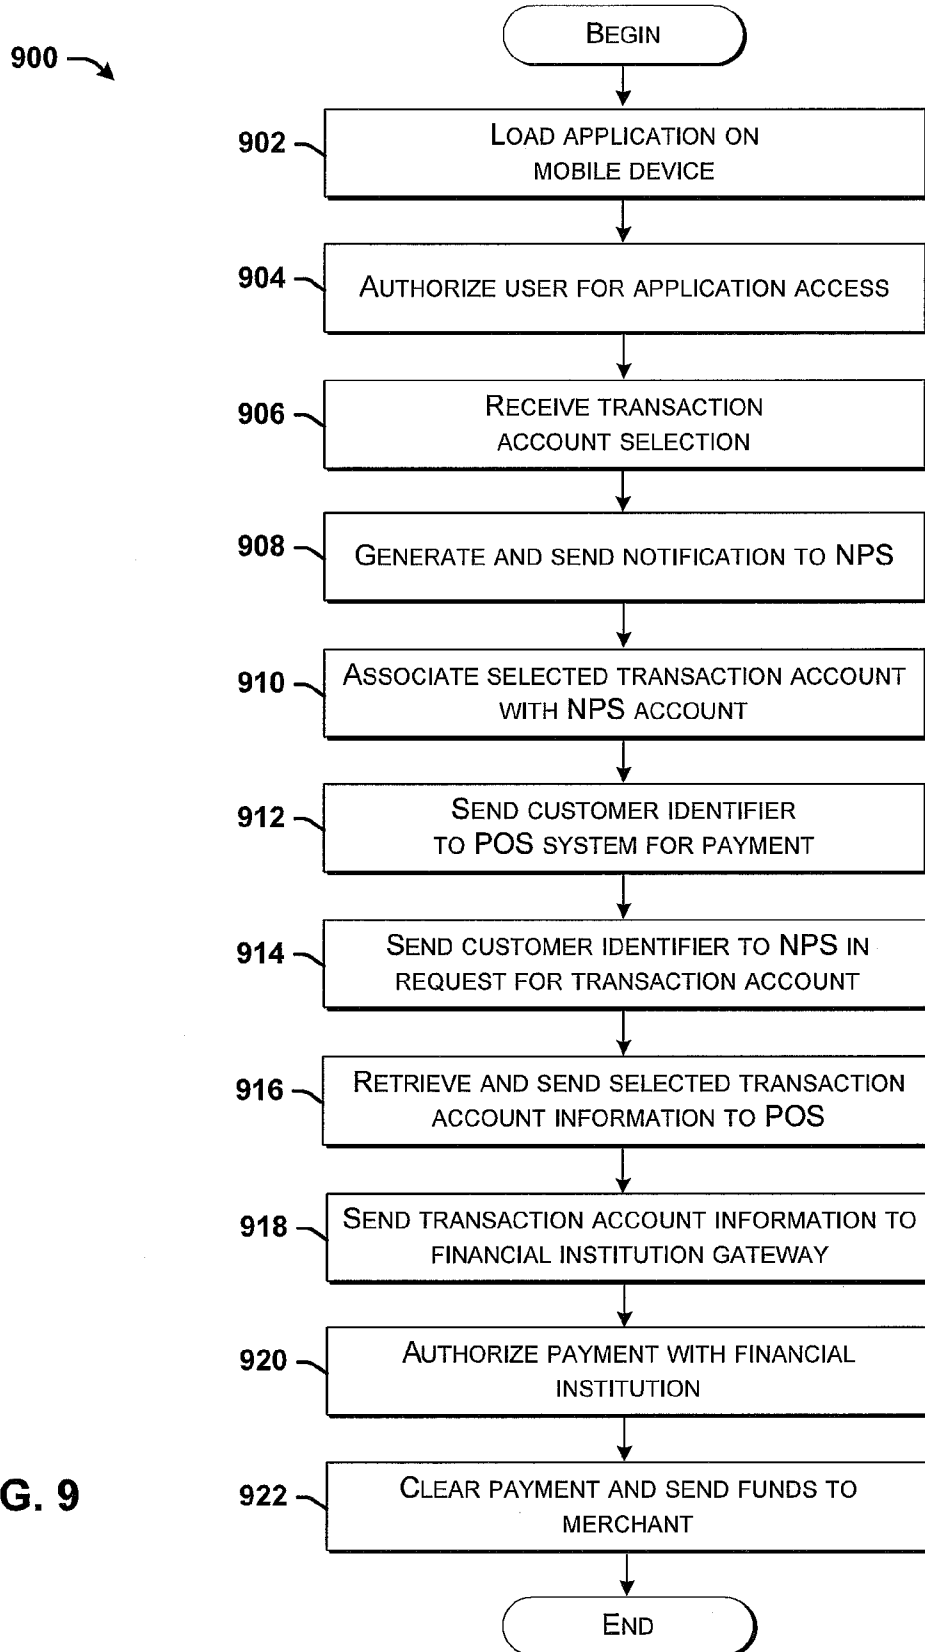 BEGIN
900
902
LOAD APPLICATION ON
MOBILE DEVICE
904
AUTHORIZE USER FOR APPLICATION ACCESS
906
RECEIVE TRANSACTION
ACCOUNT SELECTION
908
GENERATE AND SEND NOTIFICATION TO NPS
910
ASSOCIATE SELECTED TRANSACTION ACCOUNT
WITH NPS ACCOUNT
912
SEND CUSTOMER IDENTIFIER
TO POS SYSTEM FOR PAYMENT
914
SEND CUSTOMER IDENTIFIER TO NPS IN
REQUEST FOR TRANSACTION ACCOUNT
916
RETRIEVE AND SEND SELECTED TRANSACTION
ACCOUNT INFORMATION TO POS
918
SEND TRANSACTION ACCOUNT INFORMATION TO
FINANCIAL INSTITUTION GATEWAY
920
AUTHORIZE PAYMENT WITH FINANCIAL
INSTITUTION
922
CLEAR PAYMENT AND SEND FUNDS TO
MERCHANT
G. 9
END